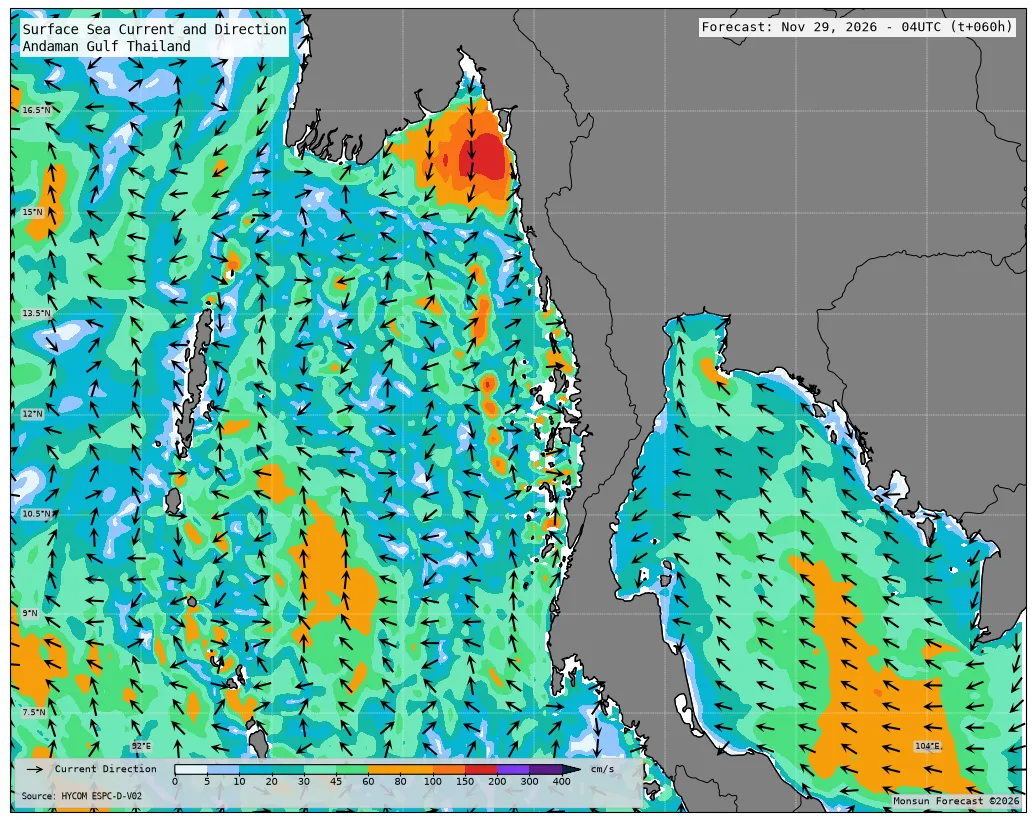 Surface Sea Current and Direction
Andaman Gulf Thailand
Forecast: Nov 29, 2026 - 04UTC (t+060h)
16.5°N
15°N
13.5°N
12°N
10.5°N
9°N
7.5°N
92°E
104°E
Current Direction
0 5 10 20 30 45 60 80 100 150 200 300 400 cm/s
Source: HYCOM ESPC-D-V02
Monsun Forecast ©2026